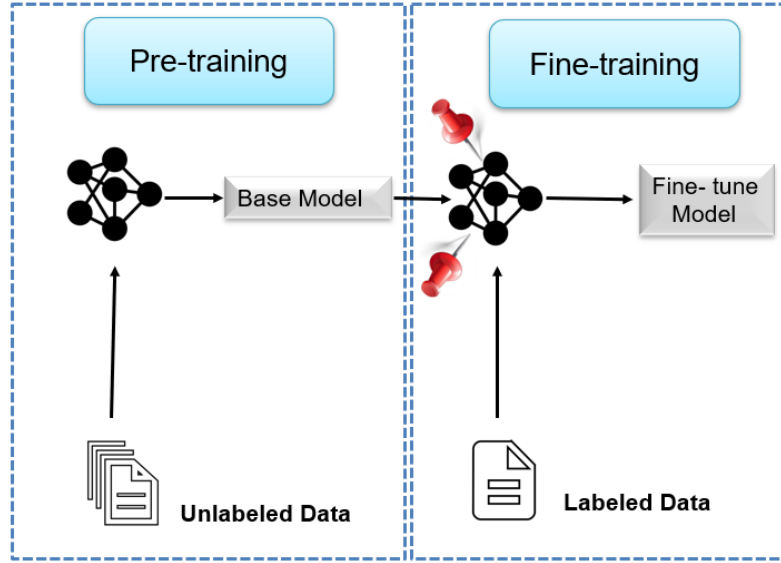 Pre-training
Fine-training
Base Model
Fine- tune
Model
Unlabeled Data
Labeled Data